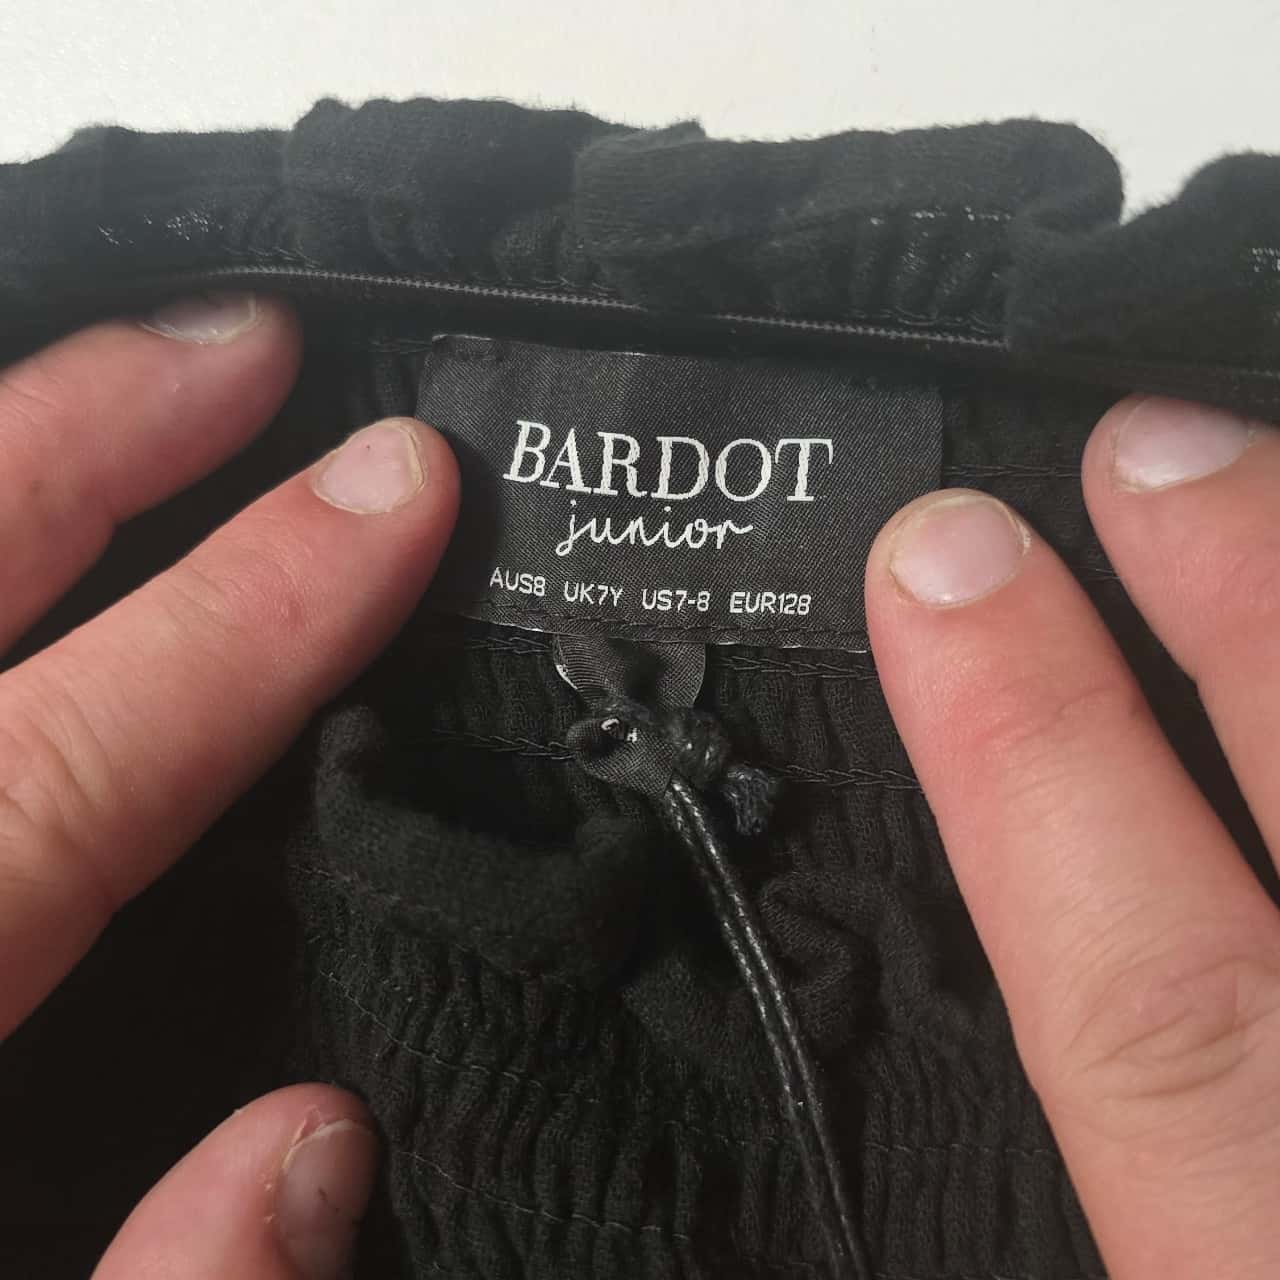 BARDOT
junior
AUS8 UK7Y US7-8 EUR128